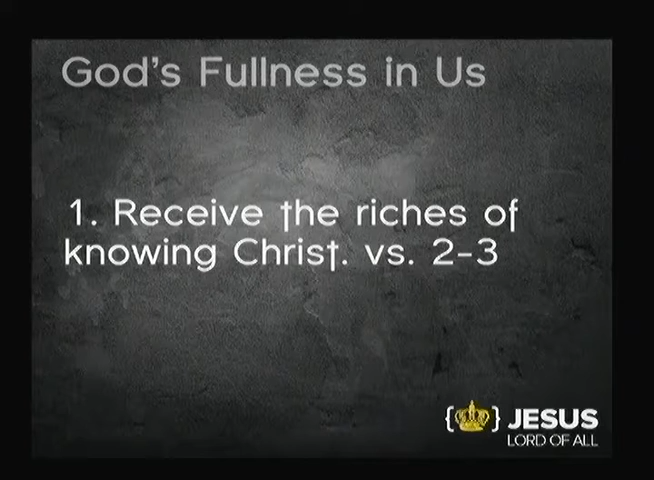 God's Fullness in Us
1. Receive the riches of
knowing Christ. vs. 2-3
{ } JESUS
LORD OF ALL